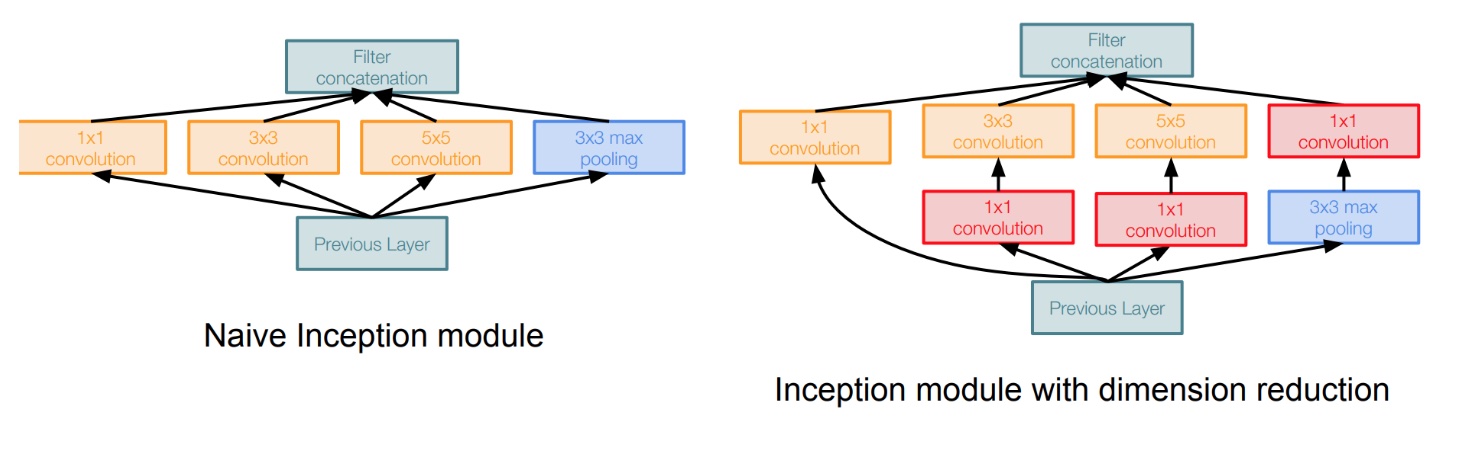 Filter
concatenation
1x1
convolution
3x3
convolution
5x5
convolution
3x3 max
pooling
Previous Layer
Naive Inception module
Filter
concatenation
1x1
convolution
3x3
convolution
5x5
convolution
1x1
convolution
1x1
convolution
1x1
convolution
3x3 max
pooling
Previous Layer
Inception module with dimension reduction